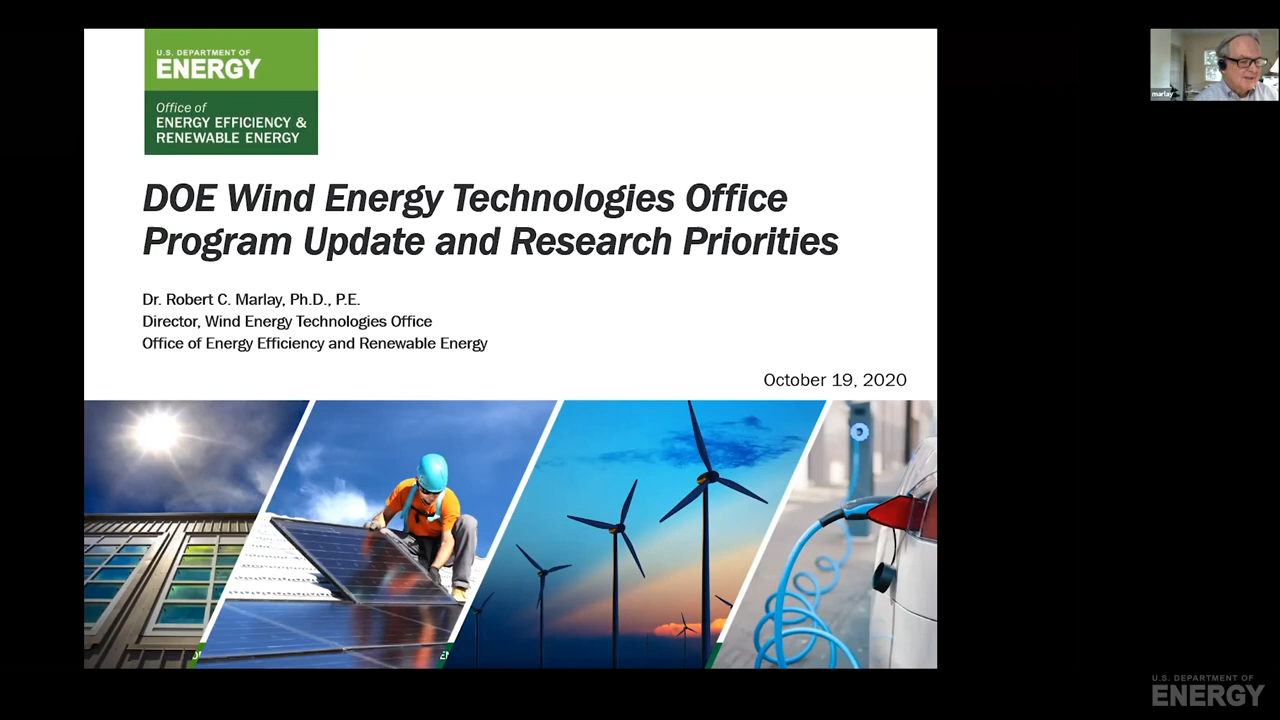 U.S. DEPARTMENT OF
ENERGY
Office of
ENERGY EFFICIENCY &
RENEWABLE ENERGY
DOE Wind Energy Technologies Office
Program Update and Research Priorities
Dr. Robert C. Marlay, Ph.D., P.E.
Director, Wind Energy Technologies Office
Office of Energy Efficiency and Renewable Energy
October 19, 2020
marlay
U.S. DEPARTMENT OF
ENERGY